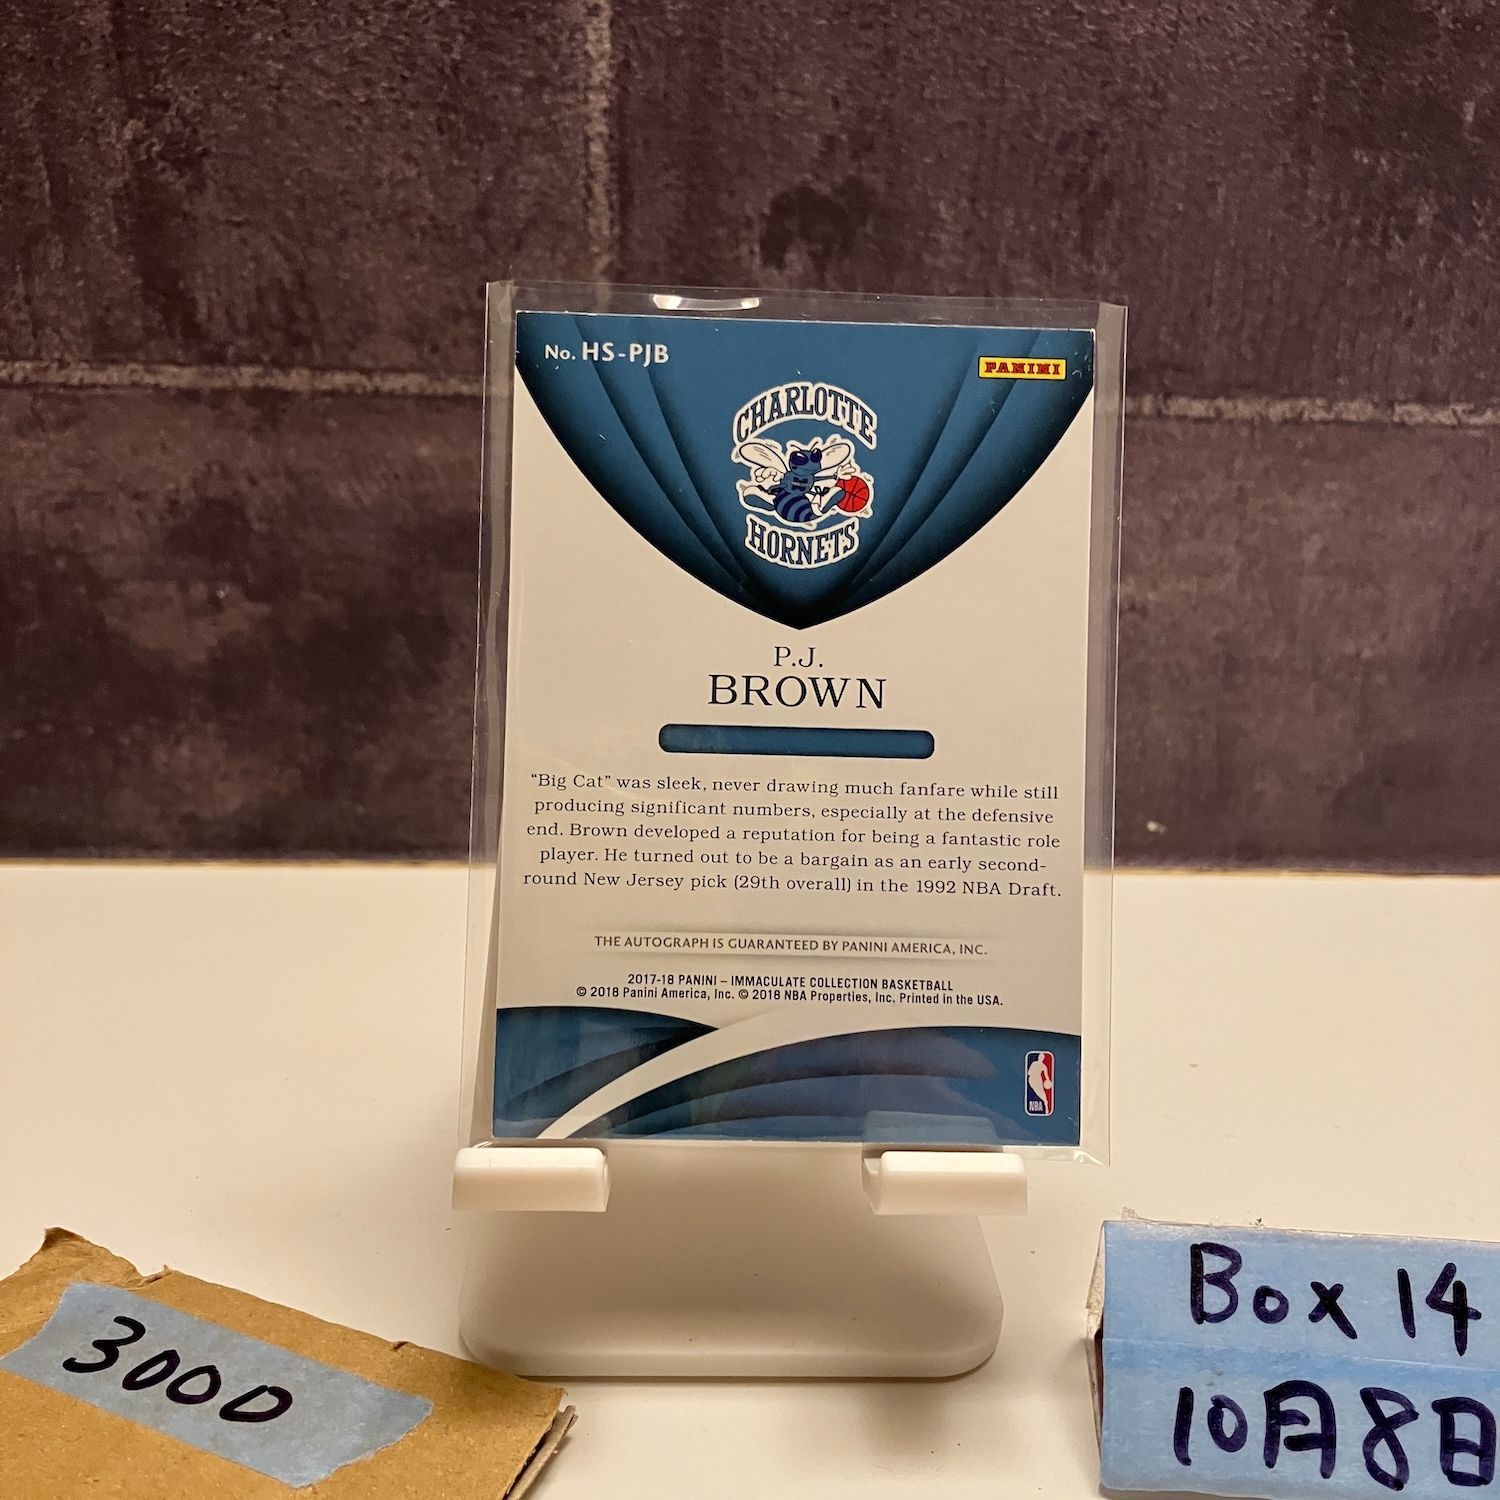 No. HS-PJB
PANINI
CHARLOTTE
HORNETS
P.J.
BROWN
“Big Cat” was sleek, never drawing much fanfare while still
producing significant numbers, especially at the defensive
end. Brown developed a reputation for being a fantastic role
player. He turned out to be a bargain as an early second-
round New Jersey pick (29th overall) in the 1992 NBA Draft.
THE AUTOGRAPH IS GUARANTEED BY PANINI AMERICA, INC.
2017-18 PANINI – IMMACULATE COLLECTION BASKETBALL
© 2018 Panini America, Inc. © 2018 NBA Properties, Inc. Printed in the USA.
NBA
3000
Box 14
10月8日